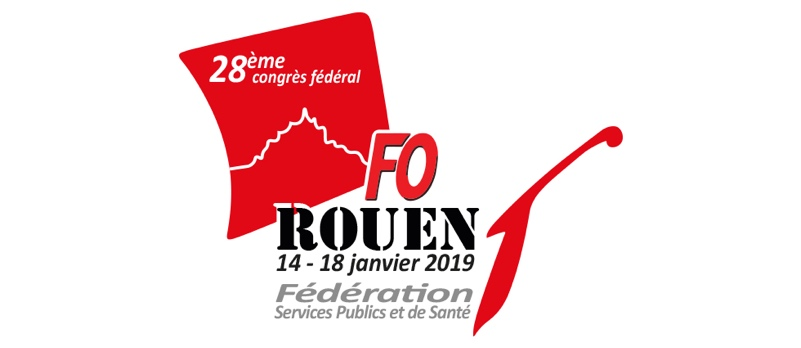 28ème
congrès fédéral
FO
ROUEN
14 - 18 janvier 2019
Fédération
Services Publics et de Santé